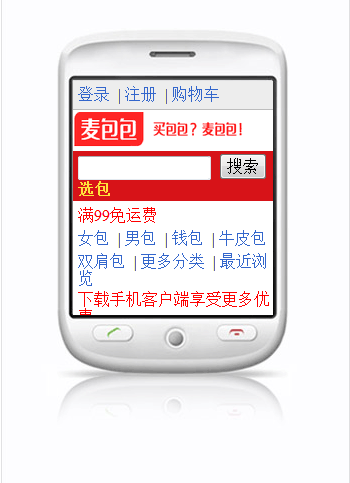 登录 |注册 |购物车
麦包包 买包包？麦包包！
搜索
选包
满99免运费
女包 |男包 |钱包 |牛皮包
双肩包 |更多分类 |最近浏
览
下载手机客户端享受更多优
惠